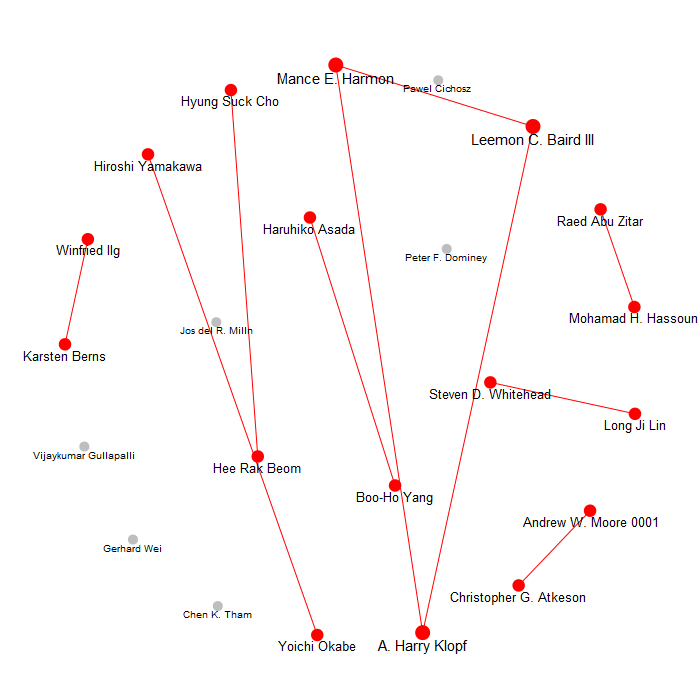 Mance E. Harmon
Pawel Cichosz
Hyung Suck Cho
Leemon C. Baird III
Hiroshi Yamakawa
Raed Abu Zitar
Haruhiko Asada
Winfried Ilg
Peter F. Dominey
Mohamad H. Hassoun
Jos del R. Milln
Karsten Berns
Steven D. Whitehead
Long Ji Lin
Vijaykumar Gullapalli
Hee Rak Beom
Boo-Ho Yang
Andrew W. Moore 0001
Gerhard Wei
Christopher G. Atkeson
Chen K. Tham
Yoichi Okabe
A. Harry Klopf